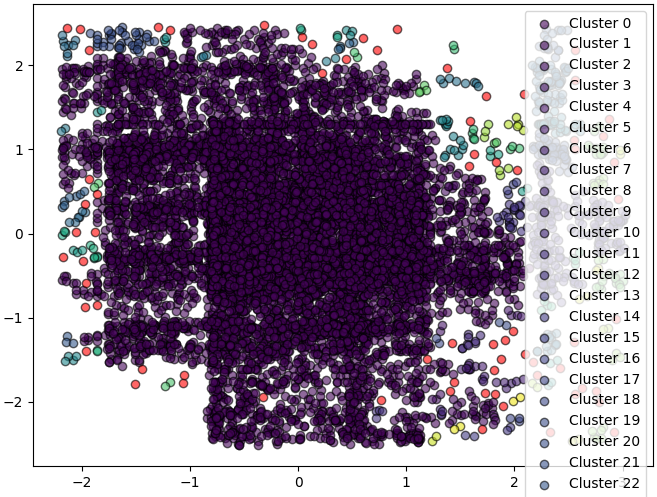 2
1
0
−1
−2
−2
−1
0
1
2
Cluster 0
Cluster 1
Cluster 2
Cluster 3
Cluster 4
Cluster 5
Cluster 6
Cluster 7
Cluster 8
Cluster 9
Cluster 10
Cluster 11
Cluster 12
Cluster 13
Cluster 14
Cluster 15
Cluster 16
Cluster 17
Cluster 18
Cluster 19
Cluster 20
Cluster 21
Cluster 22